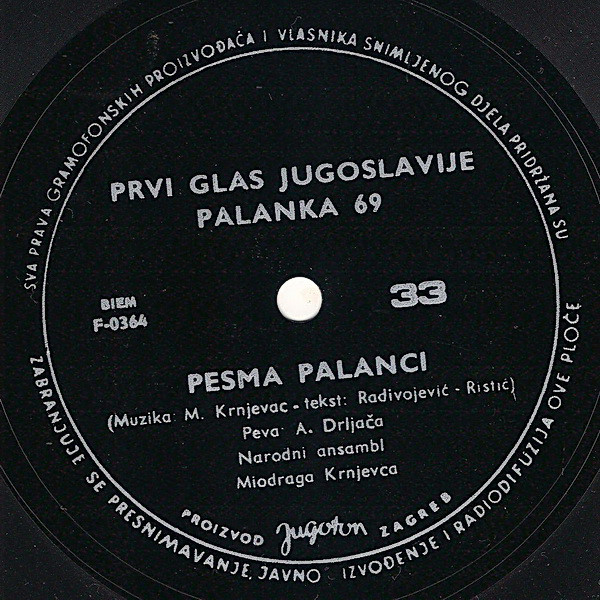 SVA PRAVA GRAMOFONSKIH PROIZVOĐAČA I VLASNIKA SNIMLJENOG DJELA PRIDRŽANA SU
PRVI GLAS JUGOSLAVIJE
PALANKA 69
BIEM
F-0364
33
PESMA PALANCI
(Muzika: M. Krnjevac - tekst: Radivojević - Ristić)
Peva: A. Drljača
Narodni ansambl
Miodraga Krnjevca
PROIZVOD jugoton ZAGREB
ZABRANJUJE SE PRESNIMAVANJE, JAVNO IZVOĐENJE I RADIODIFUZIJA OVE PLOČE